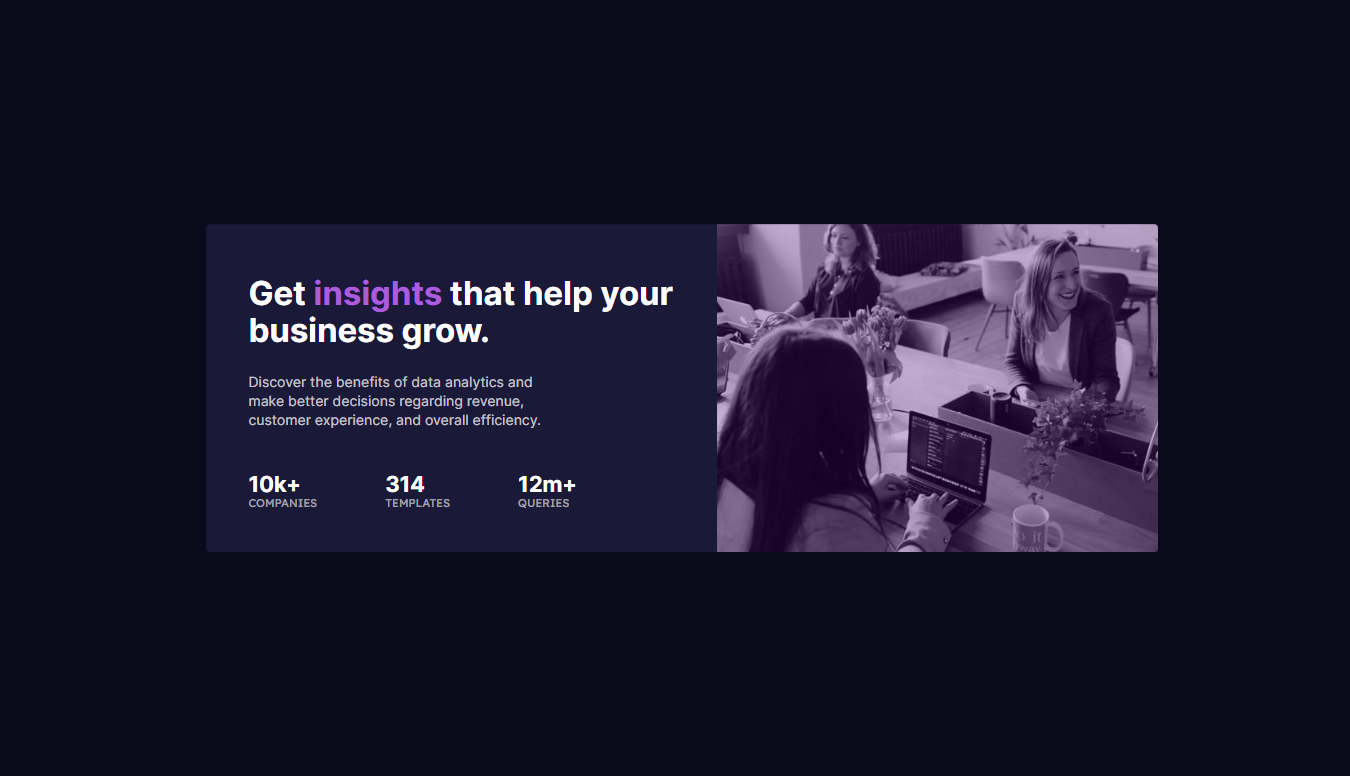 Get insights that help your
business grow.
Discover the benefits of data analytics and
make better decisions regarding revenue,
customer experience, and overall efficiency.
10k+ 314 12m+
COMPANIES TEMPLATES QUERIES